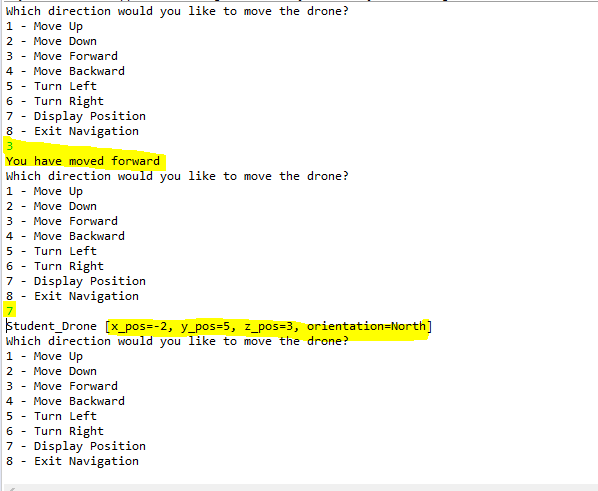 Which direction would you like to move the drone?
1 - Move Up
2 - Move Down
3 - Move Forward
4 - Move Backward
5 - Turn Left
6 - Turn Right
7 - Display Position
8 - Exit Navigation
3
You have moved forward
Which direction would you like to move the drone?
1 - Move Up
2 - Move Down
3 - Move Forward
4 - Move Backward
5 - Turn Left
6 - Turn Right
7 - Display Position
8 - Exit Navigation
7
Student_Drone [x_pos=-2, y_pos=5, z_pos=3, orientation=North]
Which direction would you like to move the drone?
1 - Move Up
2 - Move Down
3 - Move Forward
4 - Move Backward
5 - Turn Left
6 - Turn Right
7 - Display Position
8 - Exit Navigation